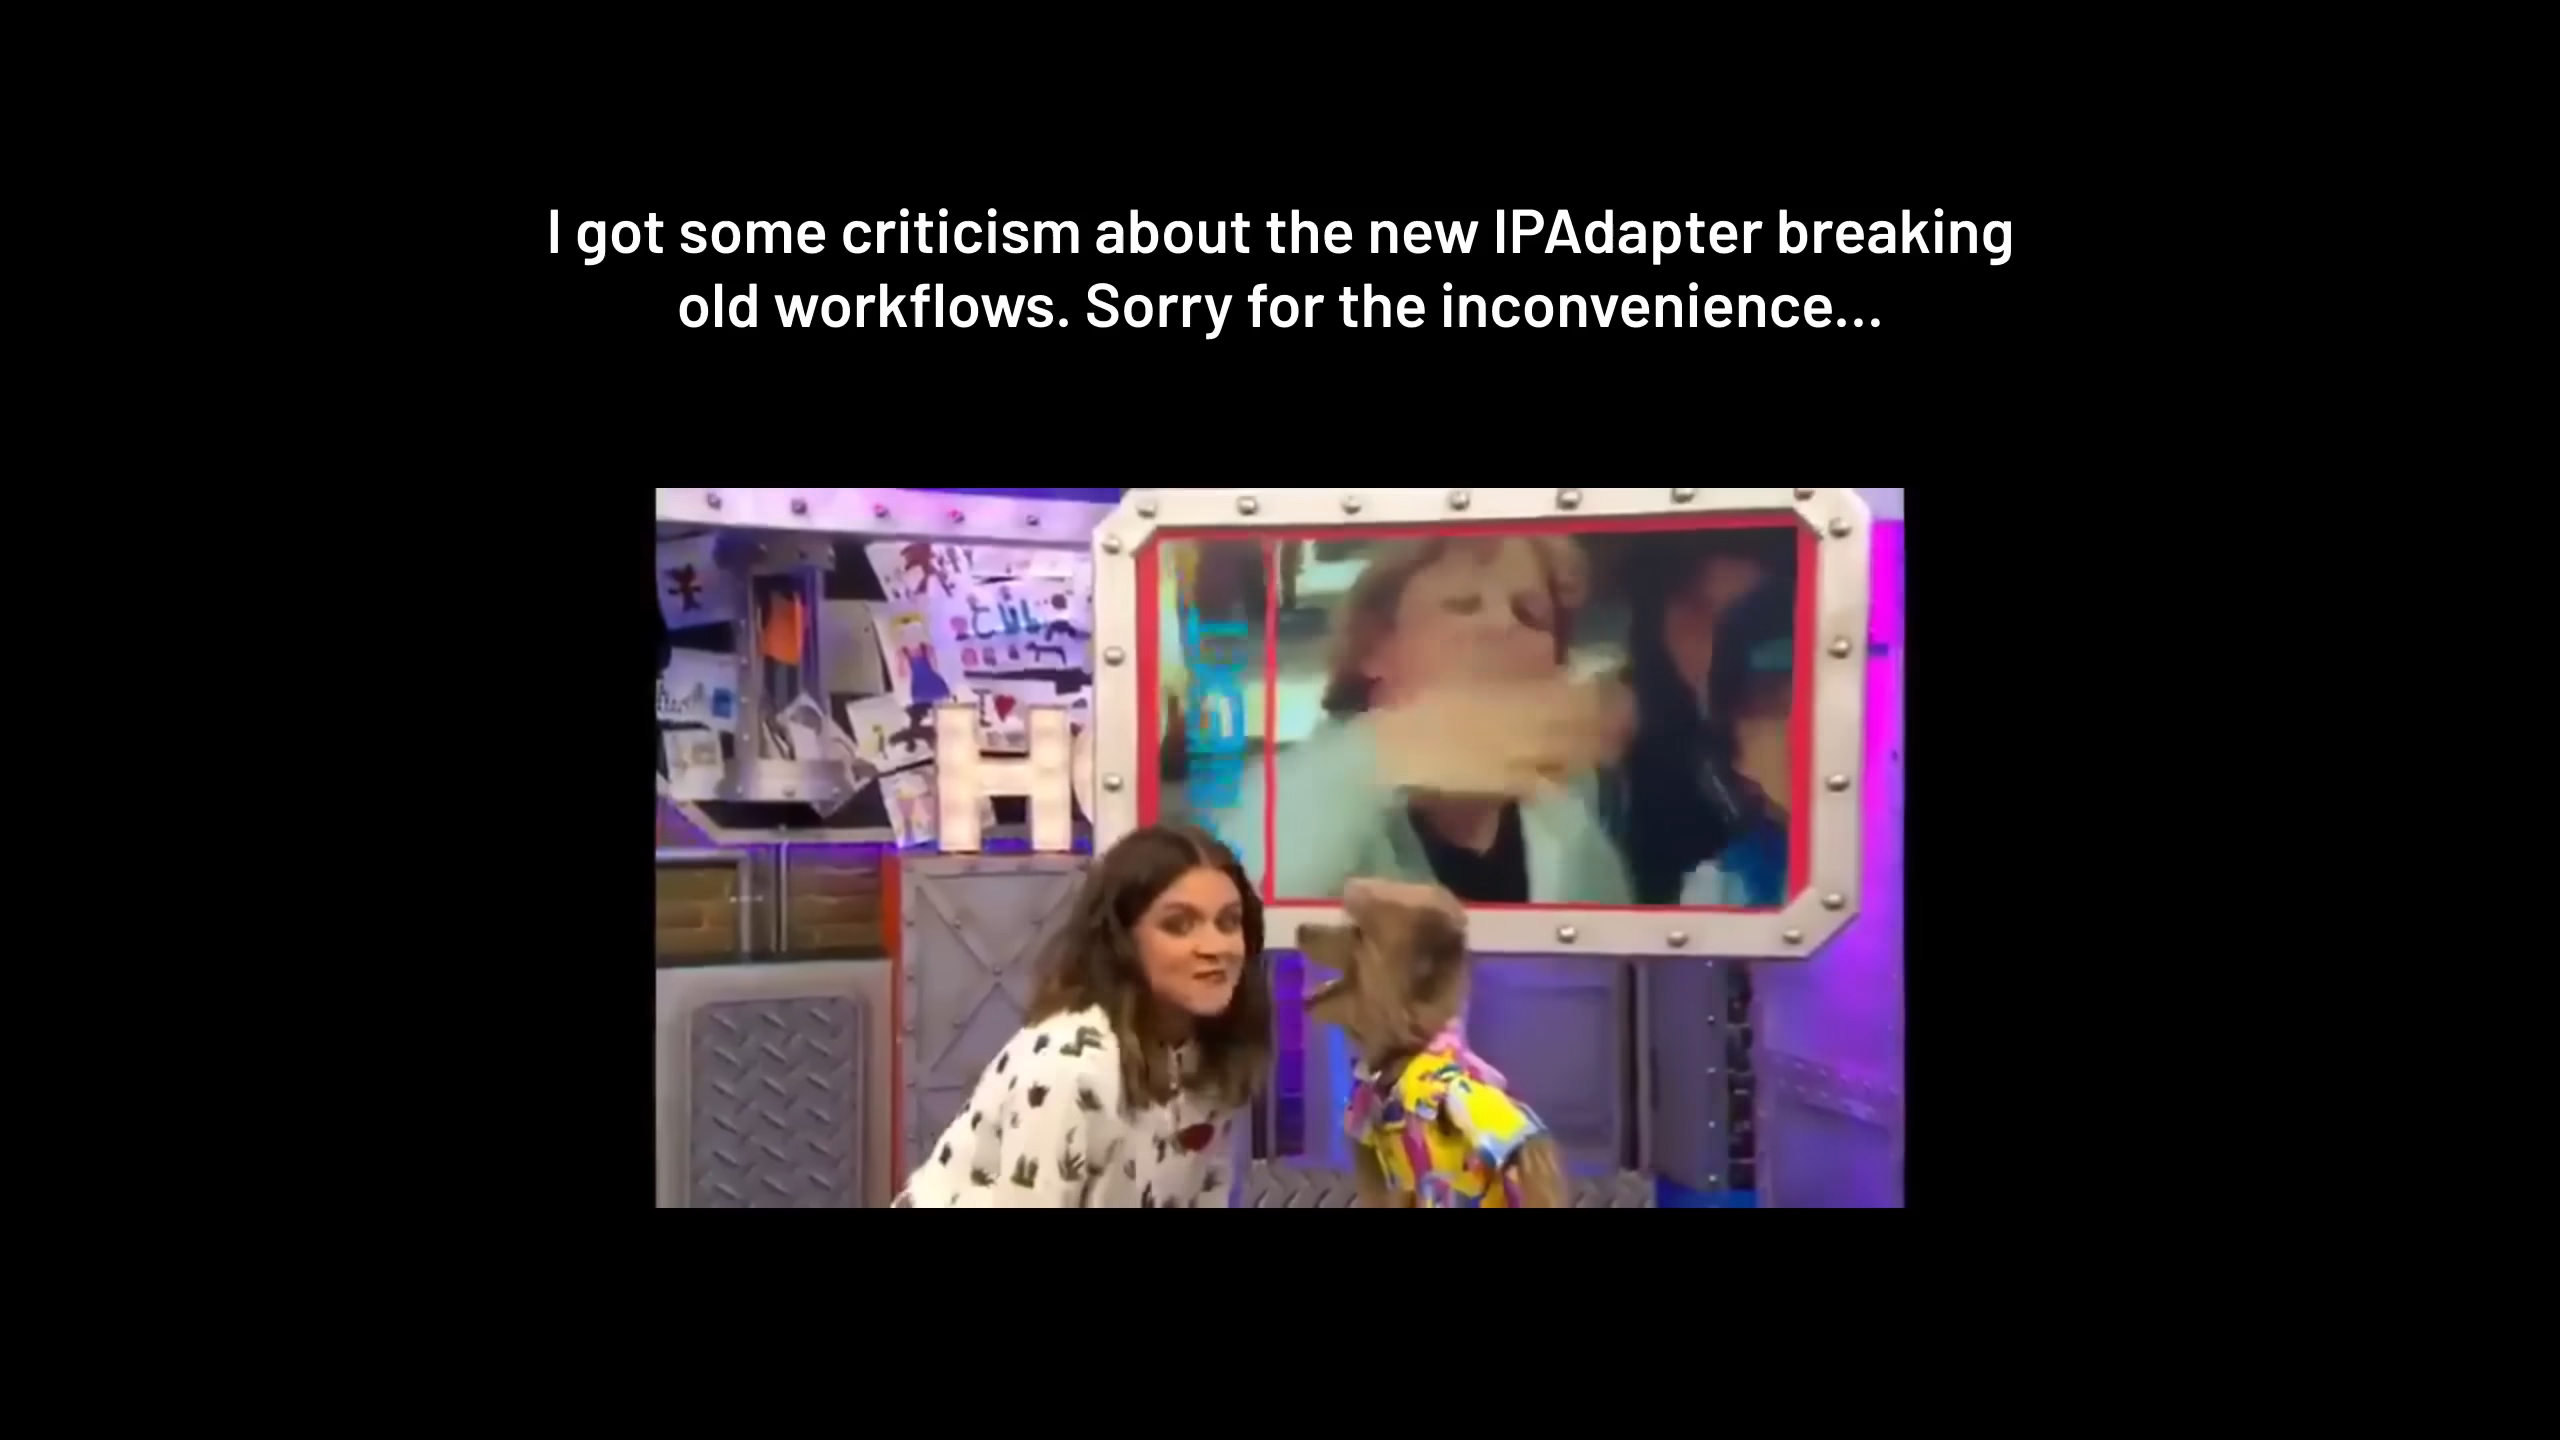 I got some criticism about the new IPAdapter breaking
old workflows. Sorry for the inconvenience...
H
I ♥